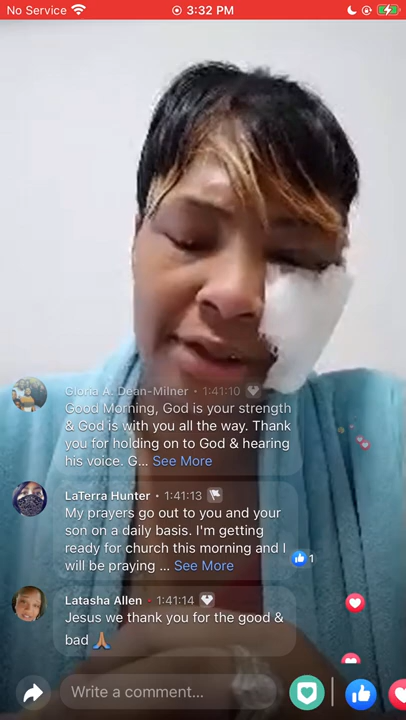 No Service 3:32 PM
Gloria A. Dean-Milner • 1:41:10
Good Morning, God is your strength
& God is with you all the way. Thank
you for holding on to God & hearing
his voice. G... See More
LaTerra Hunter • 1:41:13
My prayers go out to you and your
son on a daily basis. I'm getting
ready for church this morning and I
will be praying ... See More
1
Latasha Allen • 1:41:14
Jesus we thank you for the good &
bad 🙏🏽
Write a comment...